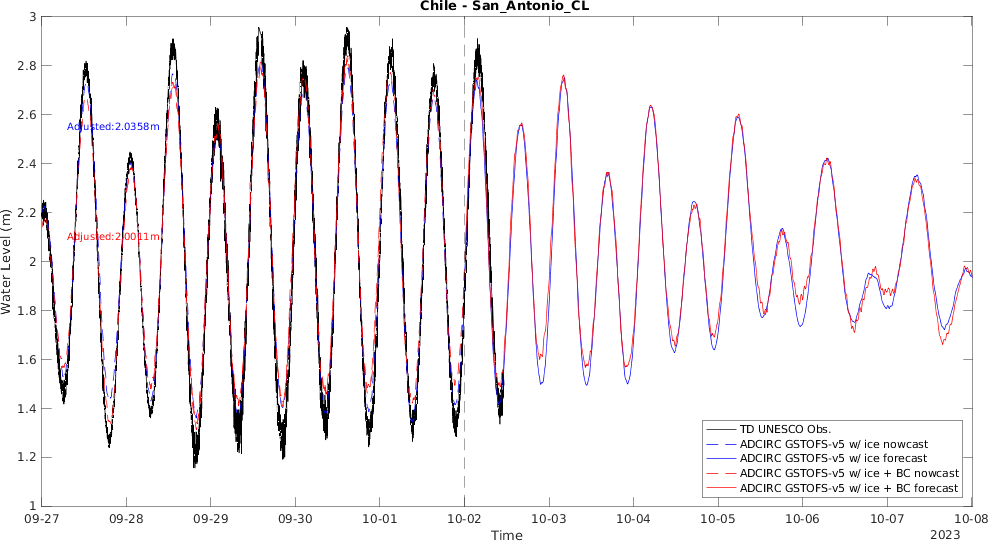 Chile - San_Antonio_CL
3
2.8
2.6
2.4
2.2
2
1.8
1.6
1.4
1.2
1
Water Level (m)
Adjusted:2.0358m
Adjusted:2.0011m
TD UNESCO Obs.
ADCIRC GSTOFS-v5 w/ ice nowcast
ADCIRC GSTOFS-v5 w/ ice forecast
ADCIRC GSTOFS-v5 w/ ice + BC nowcast
ADCIRC GSTOFS-v5 w/ ice + BC forecast
09-27 09-28 09-29 09-30 10-01 10-02 10-03 10-04 10-05 10-06 10-07 10-08
Time
2023